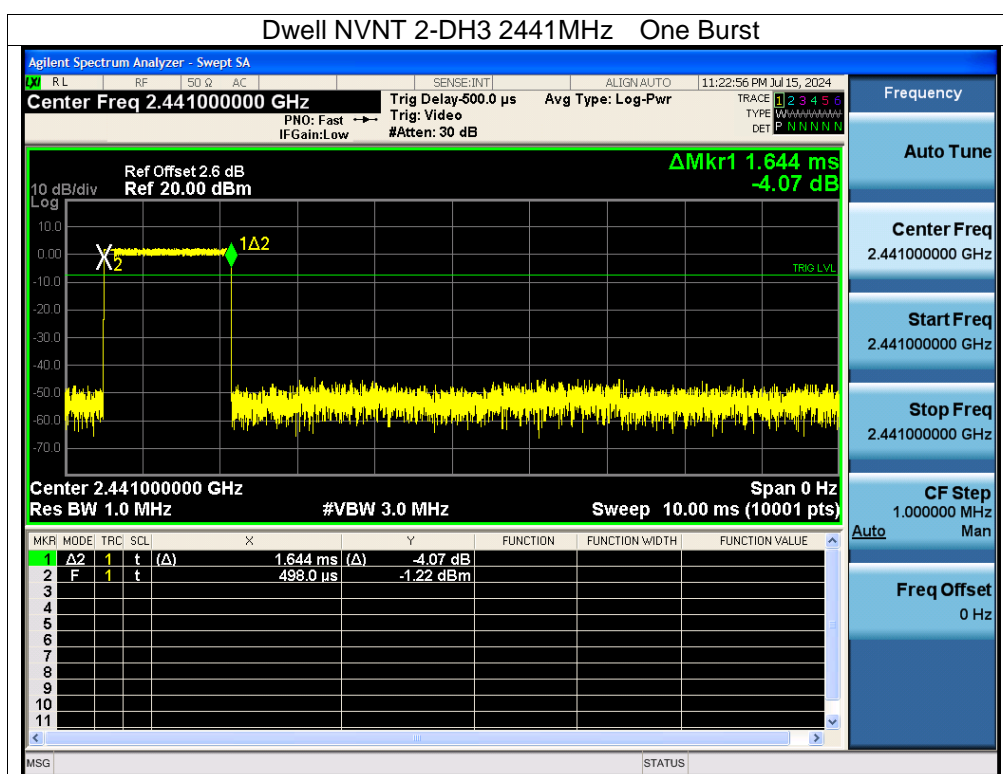 Dwell NVNT 2-DH3 2441MHz One Burst
Agilent Spectrum Analyzer - Swept SA
LXI RL RF 50 Ω AC SENSE:INT ALIGN AUTO 11:22:56 PM Jul 15, 2024
Center Freq 2.441000000 GHz
PNO: Fast
IFGain:Low
Trig Delay-500.0 µs
Trig: Video
#Atten: 30 dB
Avg Type: Log-Pwr
TRACE 1 2 3 4 5 6
TYPE WWWWWW
DET P N N N N N
10 dB/div
Log
Ref Offset 2.6 dB
Ref 20.00 dBm
ΔMkr1 1.644 ms
-4.07 dB
10.0
0.00
-10.0
-20.0
-30.0
-40.0
-50.0
-60.0
-70.0
2
1Δ2
TRIG LVL
Center 2.441000000 GHz Span 0 Hz
Res BW 1.0 MHz #VBW 3.0 MHz Sweep 10.00 ms (10001 pts)
MKR MODE TRC SCL X Y FUNCTION FUNCTION WIDTH FUNCTION VALUE
1 Δ2 1 t (Δ) 1.644 ms (Δ) -4.07 dB
2 F 1 t 498.0 µs -1.22 dBm
3
4
5
6
7
8
9
10
11
MSG STATUS
Frequency
Auto Tune
Center Freq
2.441000000 GHz
Start Freq
2.441000000 GHz
Stop Freq
2.441000000 GHz
CF Step
1.000000 MHz
Auto Man
Freq Offset
0 Hz